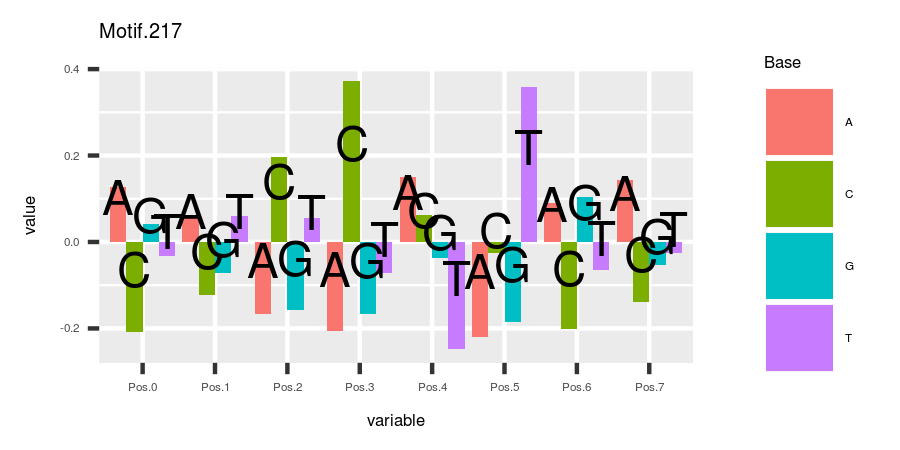 Motif.217
Base
0.4
0.2
0.0
-0.2
value
A C G T
A C G T
A C G T
A C G T
A C G T
A C G T
A C G T
A C G T
Pos.0 Pos.1 Pos.2 Pos.3 Pos.4 Pos.5 Pos.6 Pos.7
variable
A
C
G
T